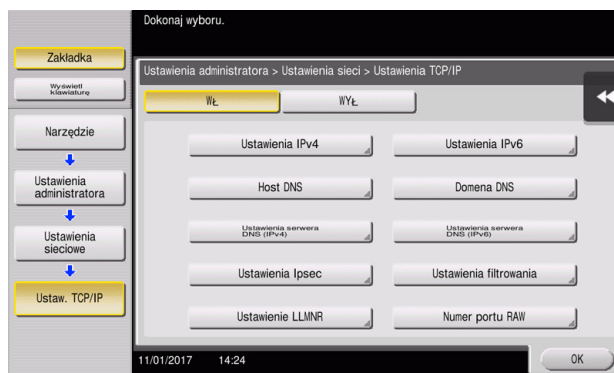 Dokonaj wyboru.
Zakładka
Wyświetl
klawiaturę
Ustawienia administratora > Ustawienia sieci > Ustawienia TCP/IP
WŁ
WYŁ
Narzędzie
Ustawienia
administratora
Ustawienia
sieciowe
Ustaw. TCP/IP
Ustawienia IPv4
Ustawienia IPv6
Host DNS
Domena DNS
Ustawienia serwera
DNS (IPv4)
Ustawienia serwera
DNS (IPv6)
Ustawienia Ipsec
Ustawienia filtrowania
Ustawienie LLMNR
Numer portu RAW
11/01/2017 14:24
OK